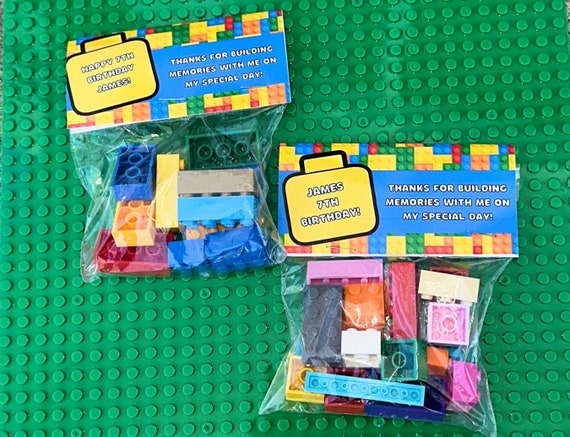 HAPPY 7TH
BIRTHDAY
JAMES!
THANKS FOR BUILDING
MEMORIES WITH ME ON
MY SPECIAL DAY!
JAMES
7TH
BIRTHDAY!
THANKS FOR BUILDING
MEMORIES WITH ME ON
MY SPECIAL DAY!